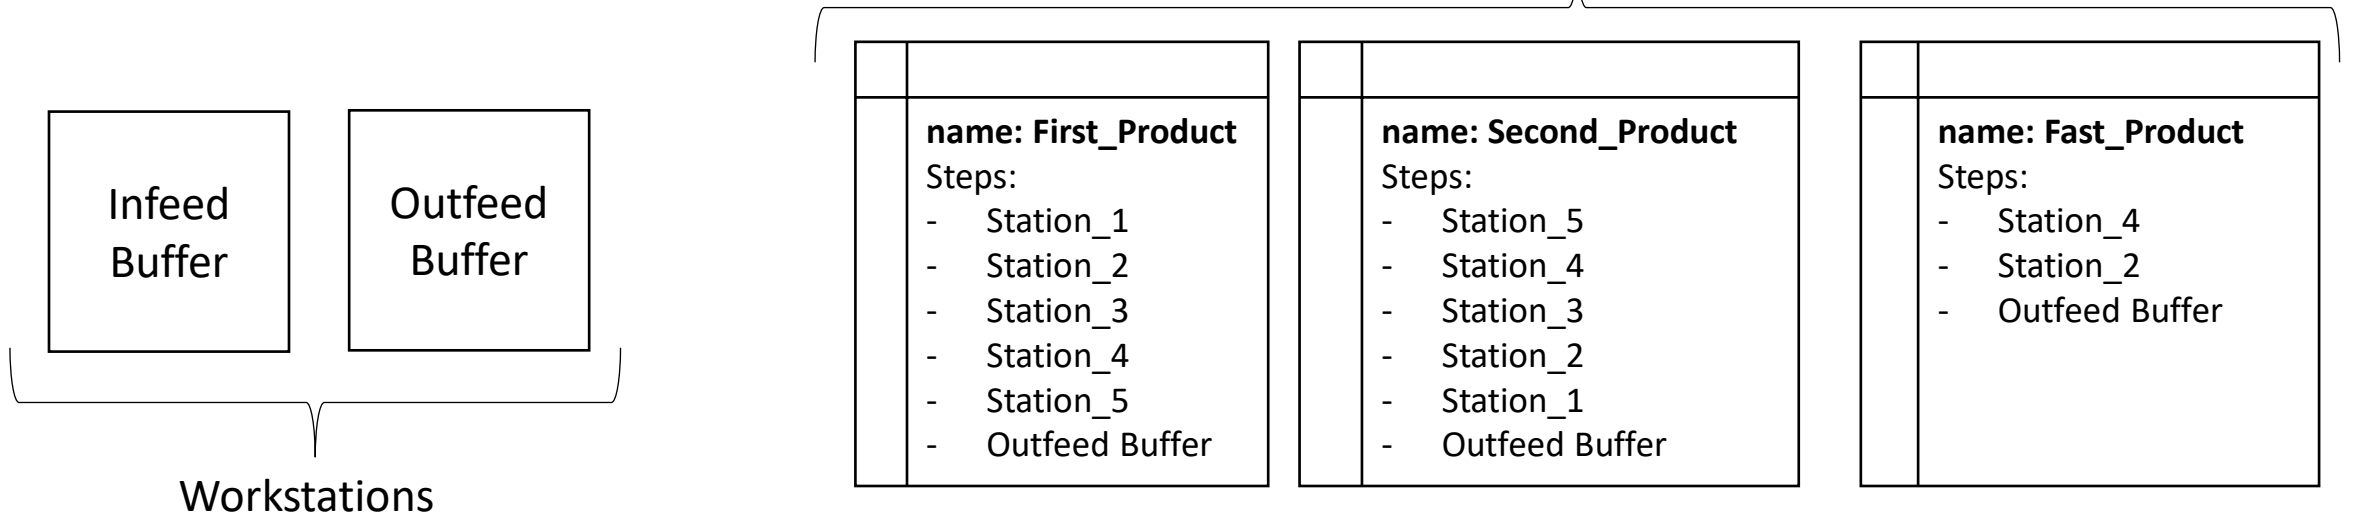 Infeed
Buffer
Outfeed
Buffer
Workstations
name: First_Product
Steps:
- Station_1
- Station_2
- Station_3
- Station_4
- Station_5
- Outfeed Buffer
name: Second_Product
Steps:
- Station_5
- Station_4
- Station_3
- Station_2
- Station_1
- Outfeed Buffer
name: Fast_Product
Steps:
- Station_4
- Station_2
- Outfeed Buffer